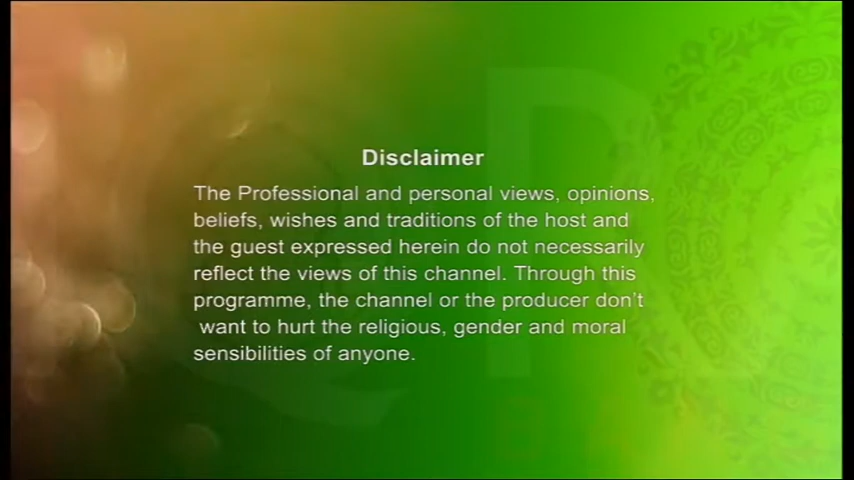 Disclaimer
The Professional and personal views, opinions,
beliefs, wishes and traditions of the host and
the guest expressed herein do not necessarily
reflect the views of this channel. Through this
programme, the channel or the producer don't
want to hurt the religious, gender and moral
sensibilities of anyone.